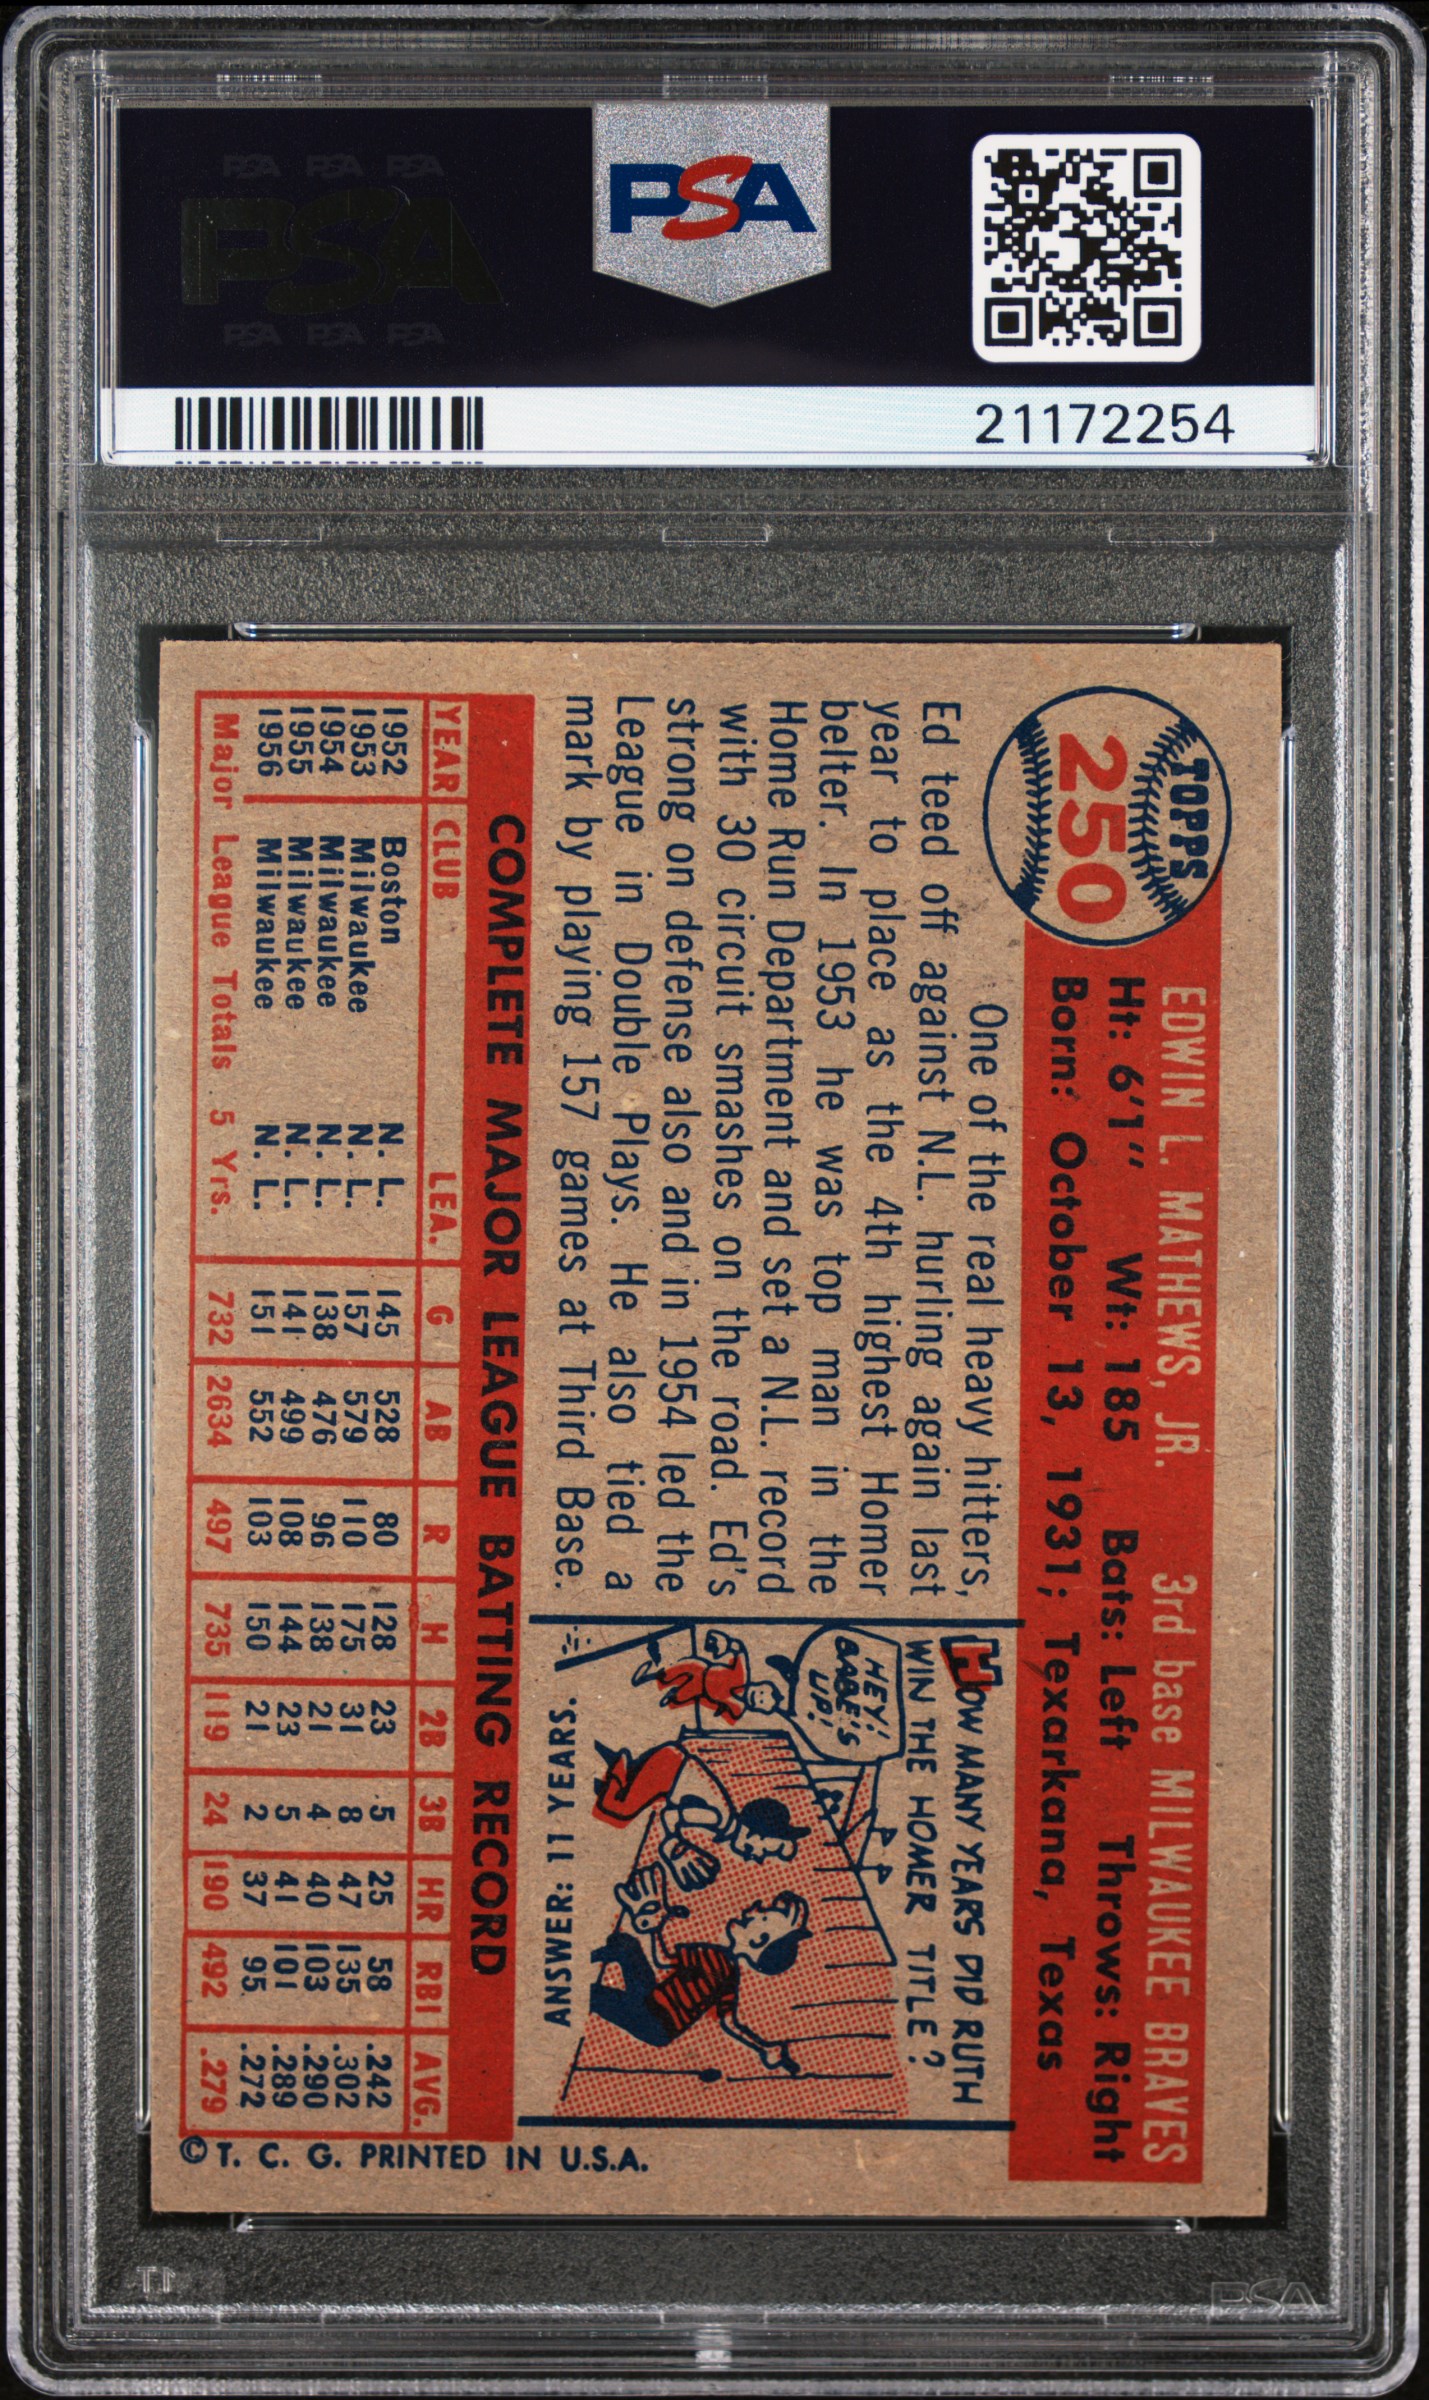 PSA PSA PSA
PSA
PSA PSA PSA
PSA
21172254
TOPPS
250
EDWIN L. MATHEWS, JR. 3rd base MILWAUKEE BRAVES
Ht: 6'1" Wt: 185 Bats: Left Throws: Right
Born: October 13, 1931; Texarkana, Texas
One of the real heavy hitters,
Ed teed off against N.L. hurling again last
year to place as the 4th highest Homer
belter. In 1953 he was top man in the
Home Run Department and set a N.L. record
with 30 circuit smashes on the road. Ed's
strong on defense also and in 1954 led the
League in Double Plays. He also tied a
mark by playing 157 games at Third Base.
HOW MANY YEARS DID RUTH
WIN THE HOMER TITLE?
HEY!
BABE'S
UP!
ANSWER: 11 YEARS.
COMPLETE MAJOR LEAGUE BATTING RECORD
YEAR CLUB LEA. G AB R H 2B 3B HR RBI AVG.
1952 Boston N. L. 145 528 80 128 23 5 25 58 .242
1953 Milwaukee N. L. 157 579 110 175 31 8 47 135 .302
1954 Milwaukee N. L. 138 476 96 138 21 4 40 103 .290
1955 Milwaukee N. L. 141 499 108 144 23 5 41 101 .289
1956 Milwaukee N. L. 151 552 103 150 21 2 37 95 .272
Major League Totals 5 Yrs. 732 2634 497 735 119 24 190 492 .279
© T. C. G. PRINTED IN U.S.A.
PSA